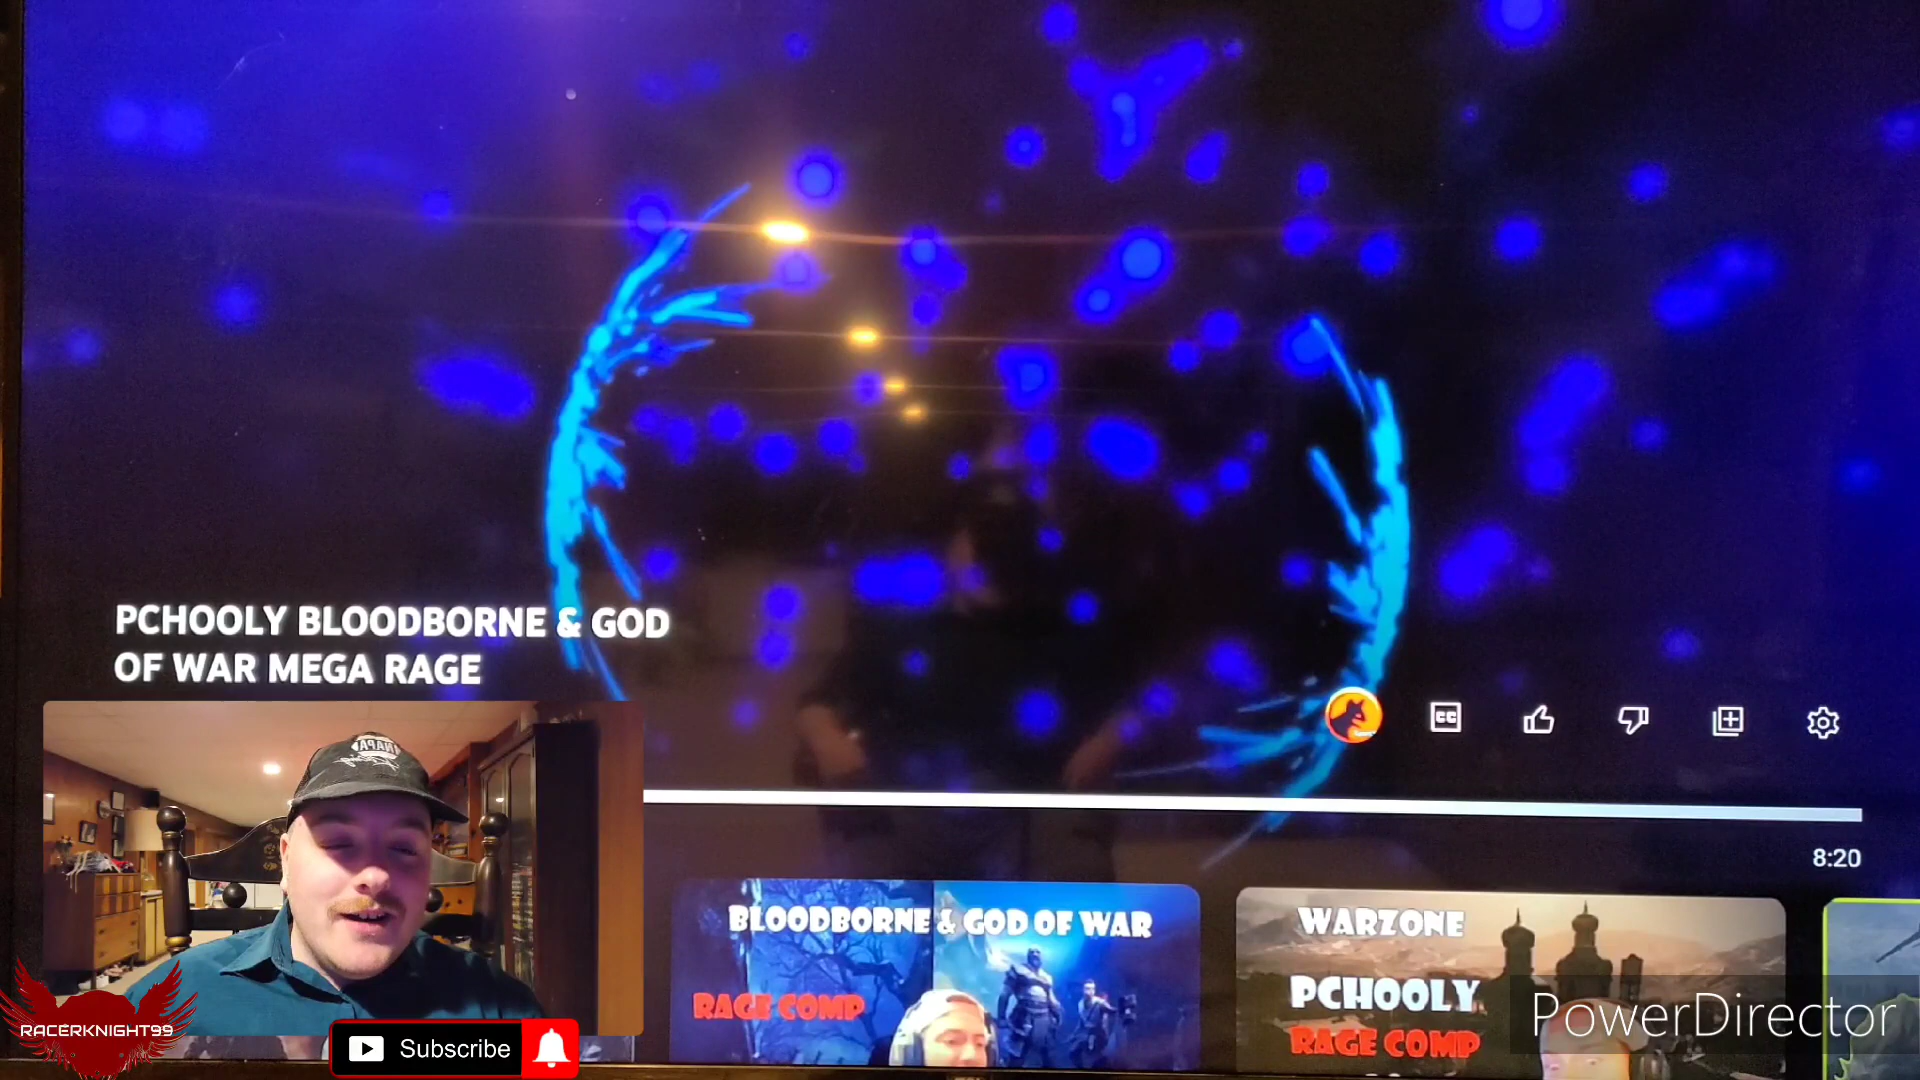 PCHOOLY BLOODBORNE & GOD
OF WAR MEGA RAGE
CC
8:20
BLOODBORNE & GOD OF WAR
RAGE COMP
WARZONE
PCHOOLY
RAGE COMP
NAPA
RACERKNIGHT99
Subscribe
PowerDirector